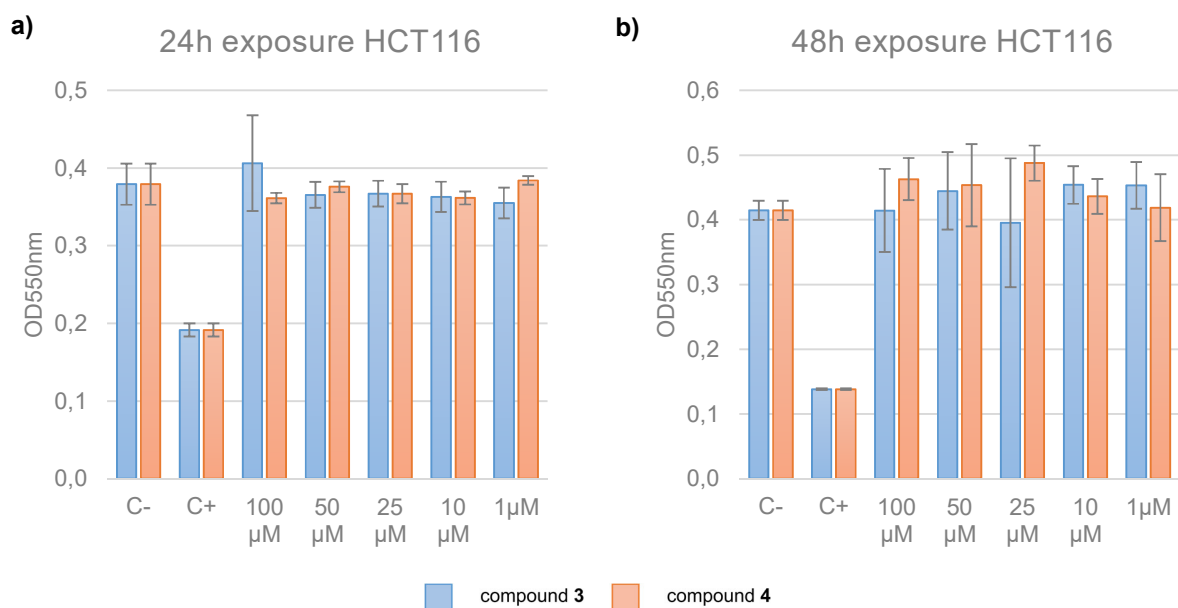 a)
24h exposure HCT116
0,5
0,4
0,3
0,2
0,1
0,0
OD550nm
C-
C+
100 µM
50 µM
25 µM
10 µM
1µM
b)
48h exposure HCT116
0,6
0,5
0,4
0,3
0,2
0,1
0,0
OD550nm
C-
C+
100 µM
50 µM
25 µM
10 µM
1µM
compound 3
compound 4